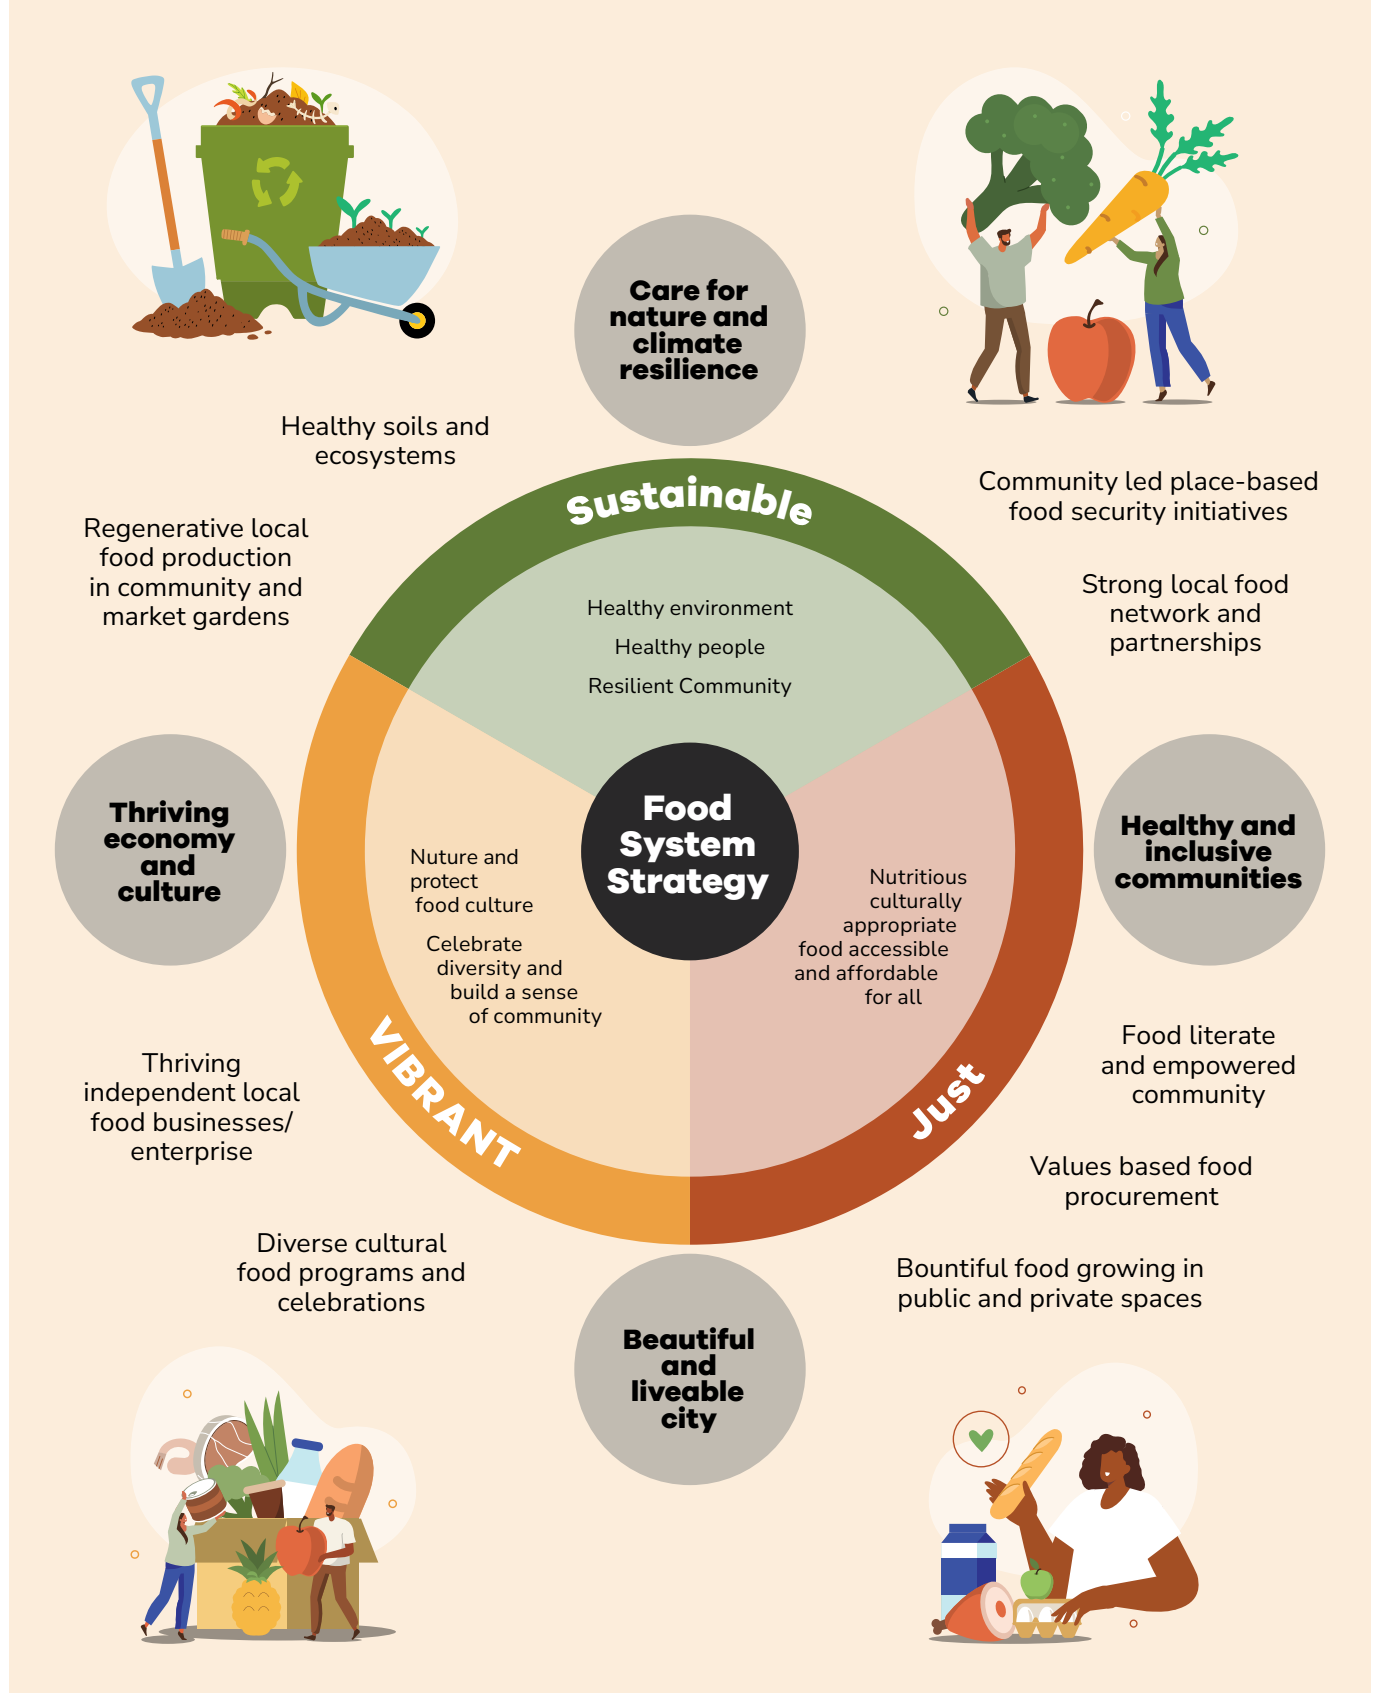 Care for
nature and
climate
resilience
Healthy soils and
ecosystems
Community led place-based
food security initiatives
Regenerative local
food production
in community and
market gardens
Strong local food
network and
partnerships
Sustainable
Healthy environment
Healthy people
Resilient Community
Thriving
economy
and
culture
Food
System
Strategy
Healthy and
inclusive
communities
Nuture and
protect
food culture
Celebrate
diversity and
build a sense
of community
VIBRANT
Nutritious
culturally
appropriate
food accessible
and affordable
for all
Just
Thriving
independent local
food businesses/
enterprise
Food literate
and empowered
community
Values based food
procurement
Diverse cultural
food programs and
celebrations
Bountiful food growing in
public and private spaces
Beautiful
and
liveable
city